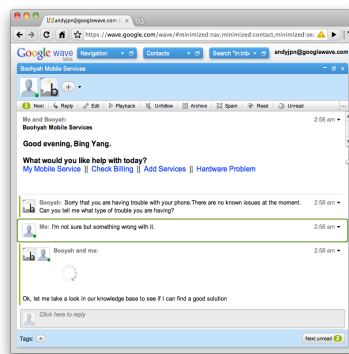 andyjpn@googlewave.com
https://wave.google.com/wave/#minimized:nav,minimized:contact,minimized:sea
Google wave Navigation Contacts Search "in:inb andyjpn@googlewave.com
labs
Booyah Mobile Services
2 Next Reply Edit Playback Unfollow Archive Spam Read Unread
Me and Booyah: 2:58 am
Booyah Mobile Services
Good evening, Bing Yang.
What would you like help with today?
My Mobile Service || Check Billing || Add Services || Hardware Problem
Booyah: Sorry that you are having trouble with your phone.There are no known issues at the moment. 2:58 am
Can you tell me what type of trouble you are having?
Me: I'm not sure but something wrong with it. 2:58 am
Booyah and me: 2:58 am
Ok, let me take a look in our knowledge base to see if I can find a good solution
Click here to reply
Tags: Next unread 2